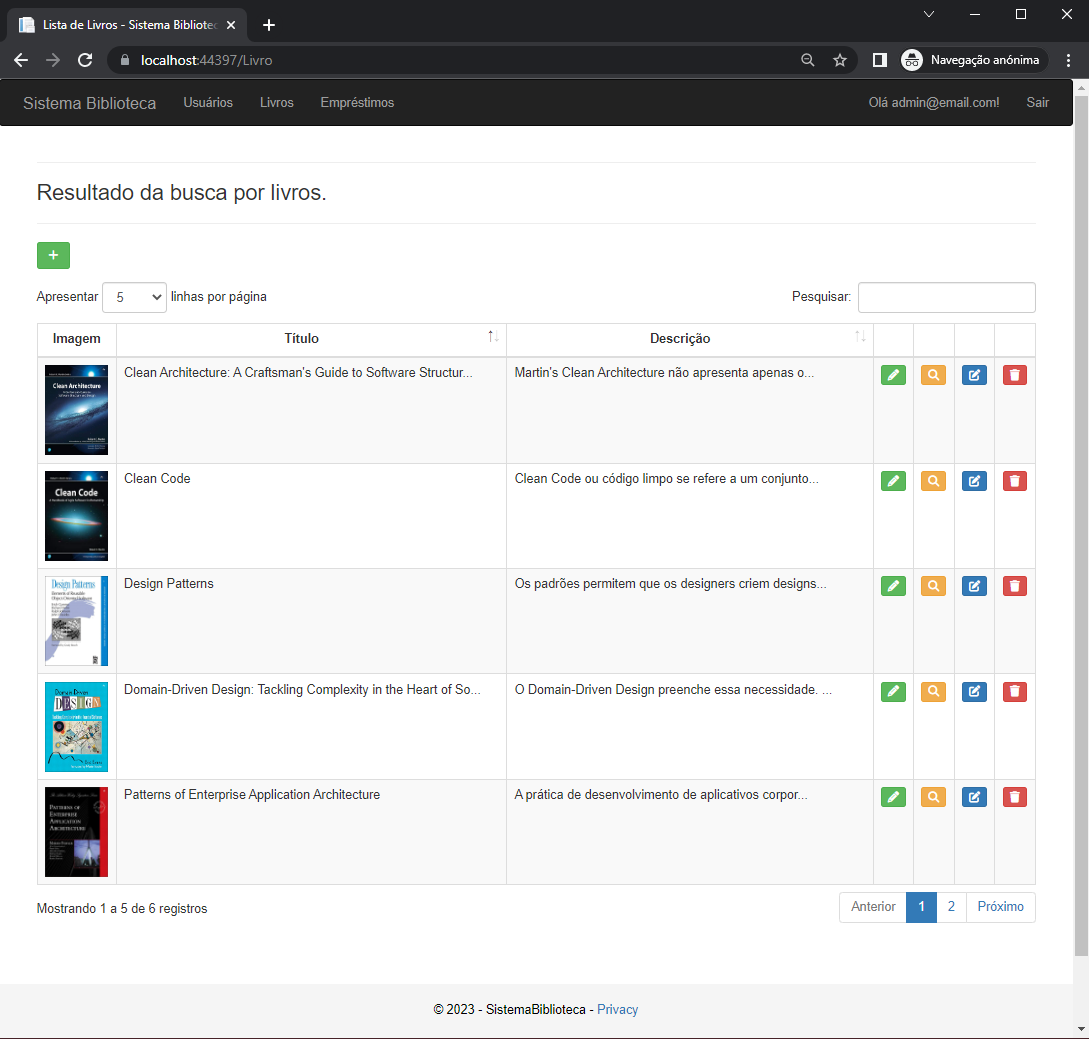 Lista de Livros - Sistema Bibliotec
localhost:44397/Livro
Navegação anónima
Sistema Biblioteca Usuários Livros Empréstimos Olá admin@email.com! Sair
Resultado da busca por livros.
+
Apresentar 5 linhas por página Pesquisar:
Imagem Título Descrição
Clean Architecture
Clean Architecture: A Craftsman's Guide to Software Structur... Martin's Clean Architecture não apresenta apenas o...
Clean Code
Clean Code Clean Code ou código limpo se refere a um conjunto...
Design Patterns
Design Patterns Os padrões permitem que os designers criem designs...
Domain-Driven
DESIGN
Domain-Driven Design: Tackling Complexity in the Heart of So... O Domain-Driven Design preenche essa necessidade. ...
PATTERNS OF
ENTERPRISE
APPLICATION
ARCHITECTURE
Patterns of Enterprise Application Architecture A prática de desenvolvimento de aplicativos corpor...
Mostrando 1 a 5 de 6 registros Anterior 1 2 Próximo
© 2023 - SistemaBiblioteca - Privacy